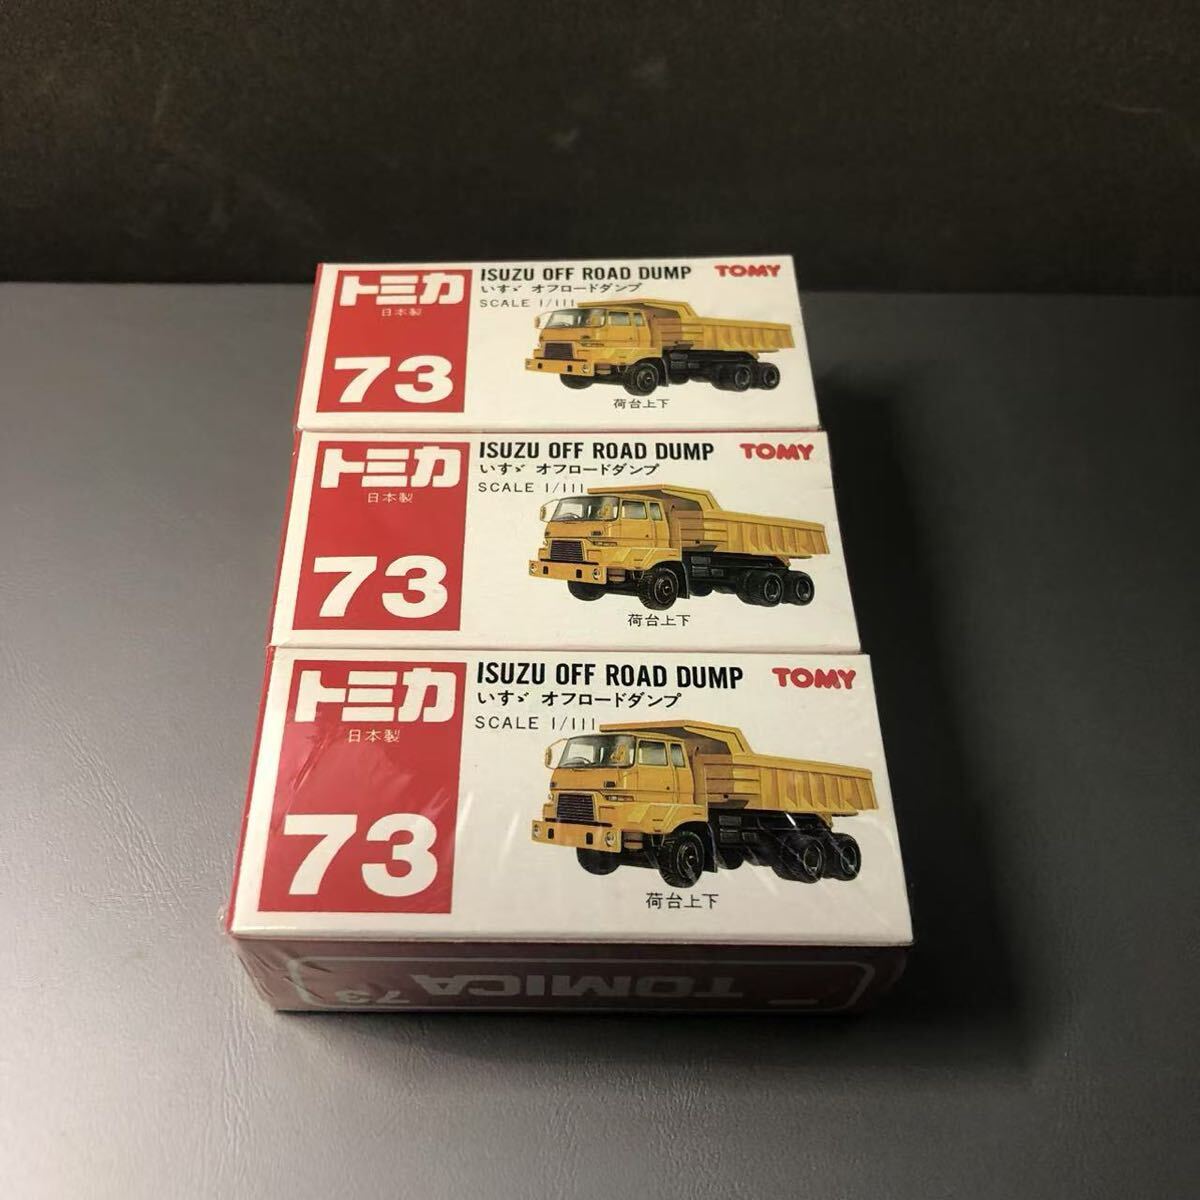 トミカ
日本製
73
ISUZU OFF ROAD DUMP
TOMY
いすゞ オフロードダンプ
SCALE 1/111
荷台上下
トミカ
日本製
73
ISUZU OFF ROAD DUMP
TOMY
いすゞ オフロードダンプ
SCALE 1/111
荷台上下
トミカ
日本製
73
ISUZU OFF ROAD DUMP
TOMY
いすゞ オフロードダンプ
SCALE 1/111
荷台上下
TOMICA
73